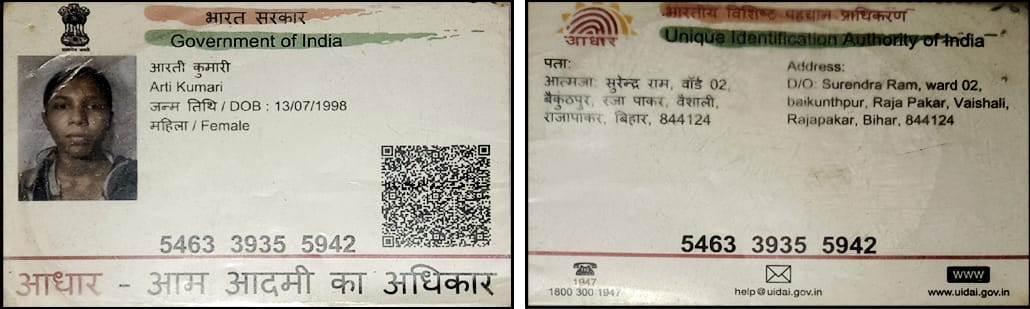 भारत सरकार
Government of India
आरती कुमारी
Arti Kumari
जन्म तिथि / DOB : 13/07/1998
महिला / Female
5463 3935 5942
आधार - आम आदमी का अधिकार
भारतीय विशिष्ट पहचान प्राधिकरण
आधार
Unique Identification Authority of India
पता:
आत्मजा: सुरेन्द्र राम, वॉर्ड 02,
बैकुंठपुर, रजा पाकर, वैशाली,
राजापाकर, बिहार, 844124
Address:
D/O: Surendra Ram, ward 02,
baikunthpur, Raja Pakar, Vaishali,
Rajapakar, Bihar, 844124
5463 3935 5942
1947
1800 300 1947
help@uidai.gov.in
www
www.uidai.gov.in